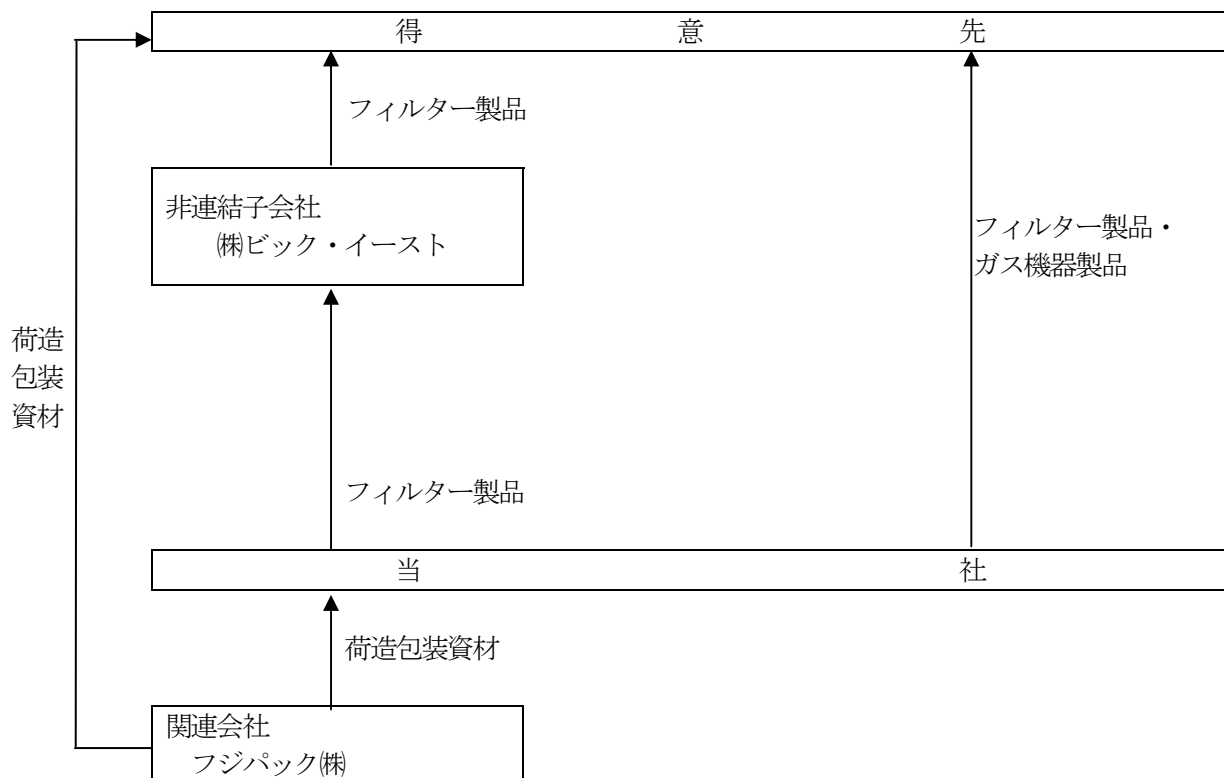 得意先
フィルター製品
非連結子会社
㈱ビック・イースト
フィルター製品・
ガス機器製品
荷造
包装
資材
フィルター製品
当社
荷造包装資材
関連会社
フジパック㈱